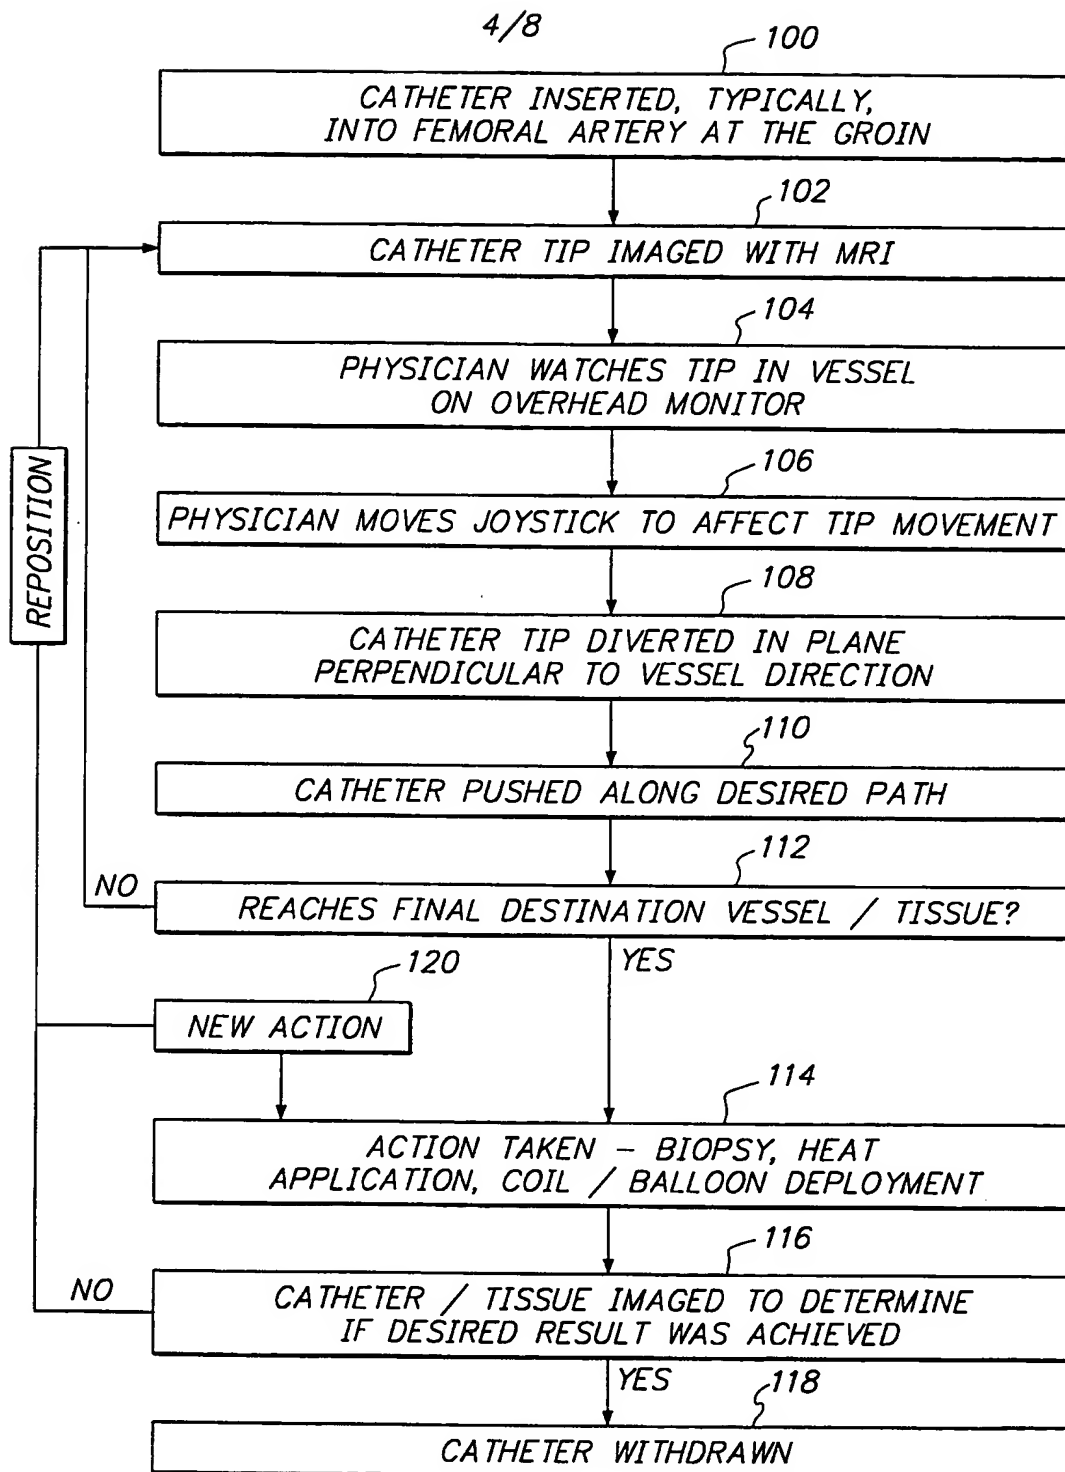 4/8
100
CATHETER INSERTED, TYPICALLY,
INTO FEMORAL ARTERY AT THE GROIN
102
CATHETER TIP IMAGED WITH MRI
104
PHYSICIAN WATCHES TIP IN VESSEL
ON OVERHEAD MONITOR
REPOSITION
106
PHYSICIAN MOVES JOYSTICK TO AFFECT TIP MOVEMENT
108
CATHETER TIP DIVERTED IN PLANE
PERPENDICULAR TO VESSEL DIRECTION
110
CATHETER PUSHED ALONG DESIRED PATH
112
NO
REACHES FINAL DESTINATION VESSEL / TISSUE?
YES
120
NEW ACTION
114
ACTION TAKEN – BIOPSY, HEAT
APPLICATION, COIL / BALLOON DEPLOYMENT
116
NO
CATHETER / TISSUE IMAGED TO DETERMINE
IF DESIRED RESULT WAS ACHIEVED
YES
118
CATHETER WITHDRAWN